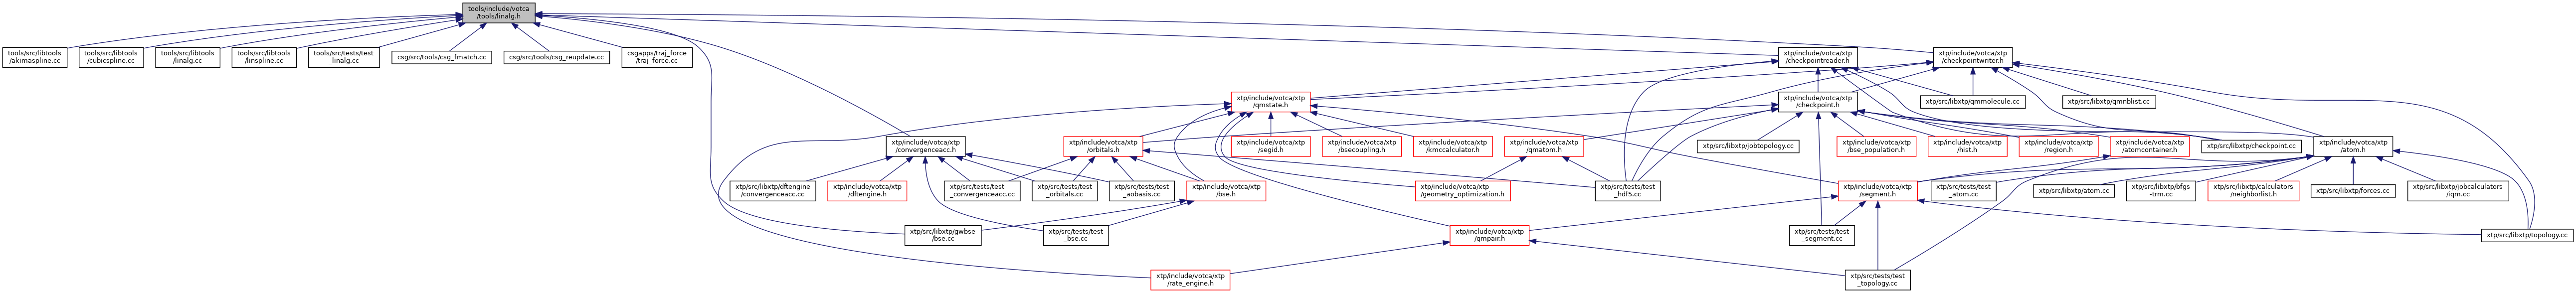 tools/include/votca
/tools/linalg.h
tools/src/libtools
/akimaspline.cc
tools/src/libtools
/cubicspline.cc
tools/src/libtools
/linalg.cc
tools/src/libtools
/linspline.cc
tools/src/tests/test
_linalg.cc
csg/src/tools/csg_fmatch.cc
csg/src/tools/csg_reupdate.cc
csgapps/traj_force
/traj_force.cc
xtp/include/votca/xtp
/checkpointreader.h
xtp/include/votca/xtp
/checkpointwriter.h
xtp/include/votca/xtp
/qmstate.h
xtp/include/votca/xtp
/checkpoint.h
xtp/src/libxtp/qmmolecule.cc
xtp/src/libxtp/qmnblist.cc
xtp/include/votca/xtp
/convergenceacc.h
xtp/include/votca/xtp
/orbitals.h
xtp/include/votca/xtp
/segid.h
xtp/include/votca/xtp
/bsecoupling.h
xtp/include/votca/xtp
/kmccalculator.h
xtp/include/votca/xtp
/qmatom.h
xtp/src/libxtp/jobtopology.cc
xtp/include/votca/xtp
/bse_population.h
xtp/include/votca/xtp
/hist.h
xtp/include/votca/xtp
/region.h
xtp/include/votca/xtp
/atomcontainer.h
xtp/src/libxtp/checkpoint.cc
xtp/include/votca/xtp
/atom.h
xtp/src/libxtp/dftengine
/convergenceacc.cc
xtp/include/votca/xtp
/dftengine.h
xtp/src/tests/test
_convergenceacc.cc
xtp/src/tests/test
_orbitals.cc
xtp/src/tests/test
_aobasis.cc
xtp/include/votca/xtp
/bse.h
xtp/include/votca/xtp
/geometry_optimization.h
xtp/src/tests/test
_hdf5.cc
xtp/include/votca/xtp
/segment.h
xtp/src/tests/test
_atom.cc
xtp/src/libxtp/atom.cc
xtp/src/libxtp/bfgs
-trm.cc
xtp/src/libxtp/calculators
/neighborlist.h
xtp/src/libxtp/forces.cc
xtp/src/libxtp/jobcalculators
/iqm.cc
xtp/src/libxtp/gwbse
/bse.cc
xtp/src/tests/test
_bse.cc
xtp/include/votca/xtp
/qmpair.h
xtp/src/tests/test
_segment.cc
xtp/src/libxtp/topology.cc
xtp/include/votca/xtp
/rate_engine.h
xtp/src/tests/test
_topology.cc